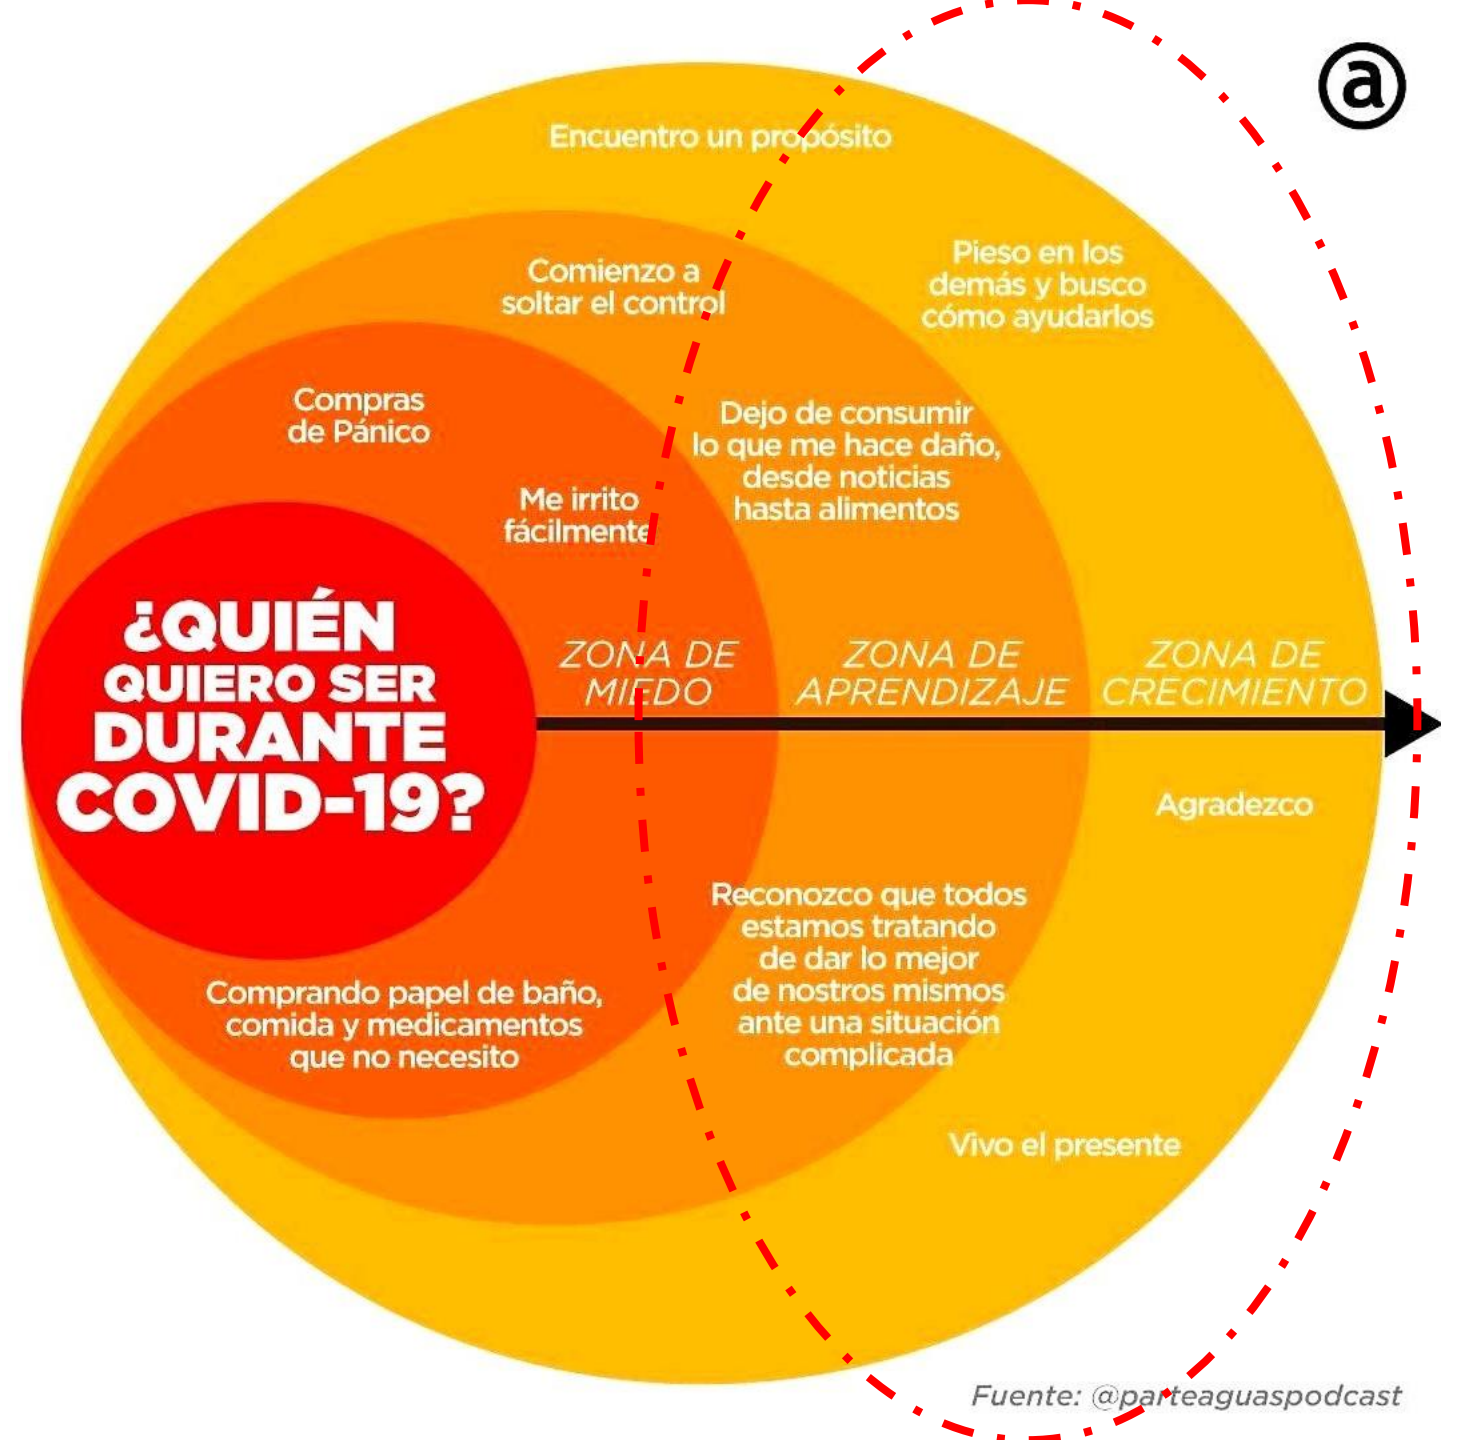 a
Encuentro un propósito
Pieso en los
demás y busco
cómo ayudarlos
Comienzo a
soltar el control
Compras
de Pánico
Dejo de consumir
lo que me hace daño,
desde noticias
hasta alimentos
Me irrito
fácilmente
¿QUIÉN
QUIERO SER
DURANTE
COVID-19?
ZONA DE
MIEDO
ZONA DE
APRENDIZAJE
ZONA DE
CRECIMIENTO
Agradezco
Reconozco que todos
estamos tratando
de dar lo mejor
de nostros mismos
ante una situación
complicada
Comprando papel de baño,
comida y medicamentos
que no necesito
Vivo el presente
Fuente: @parteaguaspodcast